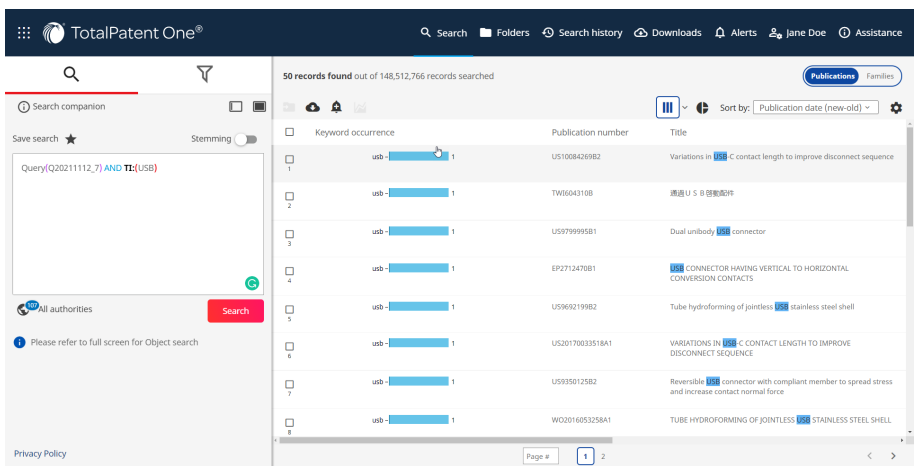 TotalPatent One®
Search
Folders
Search history
Downloads
Alerts
Jane Doe
Assistance
50 records found out of 148,512,766 records searched
Publications
Families
Search companion
Sort by:
Publication date (new-old)
Save search
Stemming
Query(Q20211112_7) AND TI:(USB)
107
All authorities
Search
Please refer to full screen for Object search
Privacy Policy
Keyword occurrence
Publication number
Title
1
usb – 1
US10084269B2
Variations in USB-C contact length to improve disconnect sequence
2
usb – 1
TWI604310B
通過ＵＳＢ啓動配件
3
usb – 1
US9799995B1
Dual unibody USB connector
4
usb – 1
EP2712470B1
USB CONNECTOR HAVING VERTICAL TO HORIZONTAL
CONVERSION CONTACTS
5
usb – 1
US9692199B2
Tube hydroforming of jointless USB stainless steel shell
6
usb – 1
US20170033518A1
VARIATIONS IN USB-C CONTACT LENGTH TO IMPROVE
DISCONNECT SEQUENCE
7
usb – 1
US9350125B2
Reversible USB connector with compliant member to spread stress
and increase contact normal force
8
usb – 1
WO2016053258A1
TUBE HYDROFORMING OF JOINTLESS USB STAINLESS STEEL SHELL
Page #
1
2